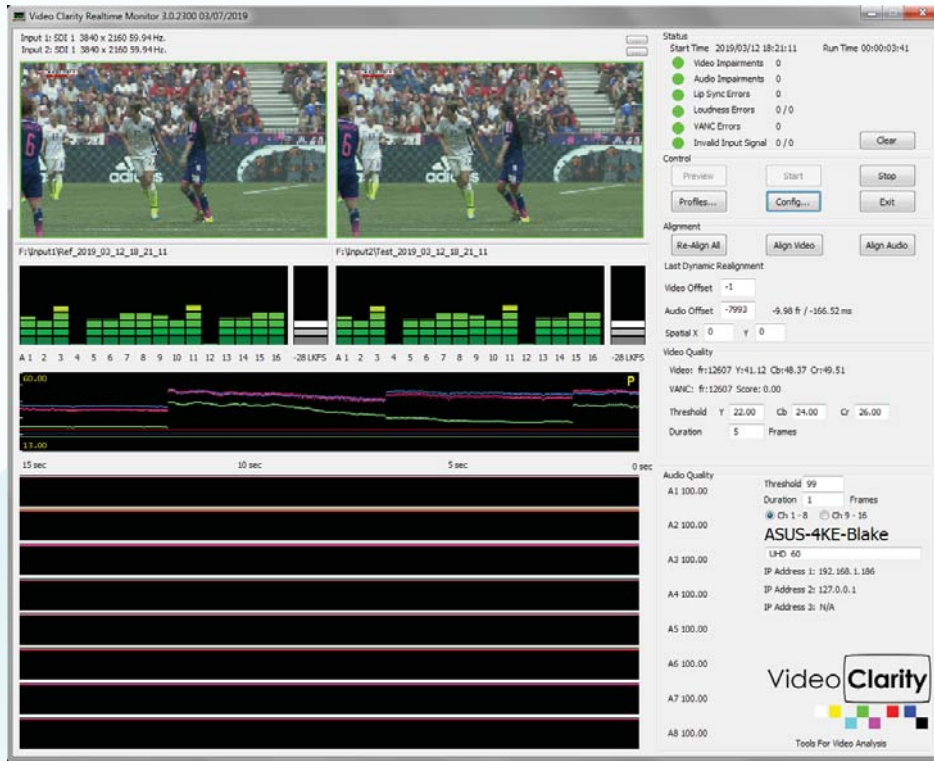 Video Clarity Realtime Monitor 3.0.2300 03/07/2019
Input 1: SDI 1 3840 x 2160 59.94 Hz.
Input 2: SDI 1 3840 x 2160 59.94 Hz.
6
adidas
6
adidas
F:\Input1\Ref_2019_03_12_18_21_11
F:\Input2\Test_2019_03_12_18_21_11
A 1 2 3 4 5 6 7 8 9 10 11 12 13 14 15 16 -28 LKFS
A 1 2 3 4 5 6 7 8 9 10 11 12 13 14 15 16 -28 LKFS
60.00
P
13.00
15 sec 10 sec 5 sec 0 sec
Status
Start Time 2019/03/12 18:21:11 Run Time 00:00:03:41
Video Impairments 0
Audio Impairments 0
Lip Sync Errors 0
Loudness Errors 0 / 0
VANC Errors 0
Invalid Input Signal 0 / 0
Clear
Control
Preview Start Stop
Profiles... Config... Exit
Alignment
Re-Align All Align Video Align Audio
Last Dynamic Realignment
Video Offset -1
Audio Offset -7993 -9.98 fr / -166.52 ms
Spatial X 0 Y 0
Video Quality
Video: fr:12607 Y:41.12 Cb:48.37 Cr:49.51
VANC: fr:12607 Score: 0.00
Threshold Y 22.00 Cb 24.00 Cr 26.00
Duration 5 Frames
Audio Quality
A1 100.00
A2 100.00
A3 100.00
A4 100.00
A5 100.00
A6 100.00
A7 100.00
A8 100.00
Threshold 99
Duration 1 Frames
Ch 1 - 8 Ch 9 - 16
ASUS-4KE-Blake
UHD 60
IP Address 1: 192.168.1.186
IP Address 2: 127.0.0.1
IP Address 3: N/A
Video Clarity
Tools For Video Analysis